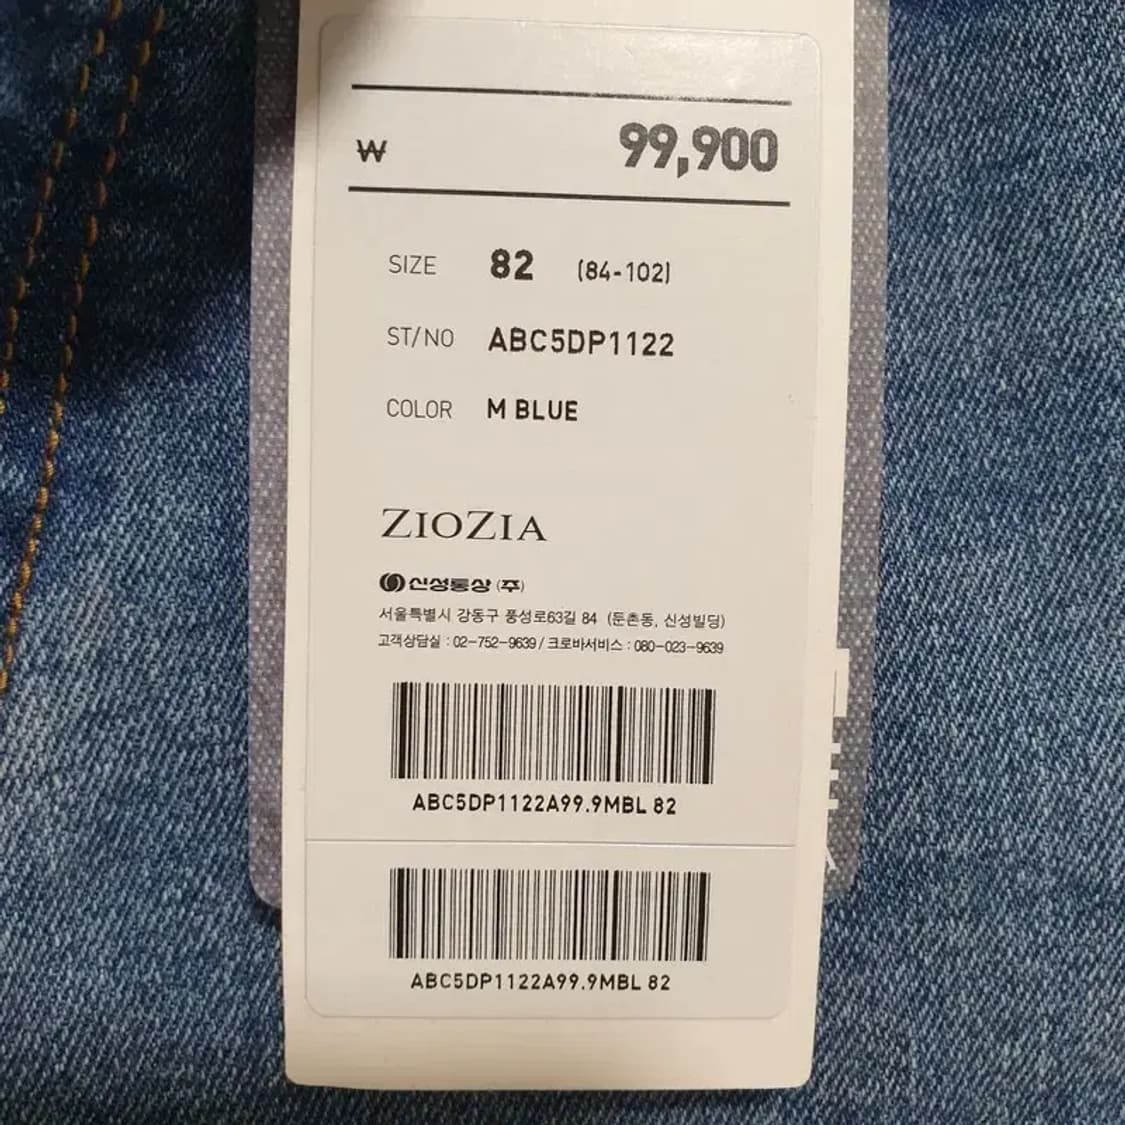 ₩ 99,900
SIZE 82 (84-102)
ST/NO ABC5DP1122
COLOR M BLUE
ZIOZIA
신성통상 (주)
서울특별시 강동구 풍성로63길 84 (둔촌동, 신성빌딩)
고객상담실 : 02-752-9639 / 크로바서비스 : 080-023-9639
ABC5DP1122A99.9MBL 82
ABC5DP1122A99.9MBL 82